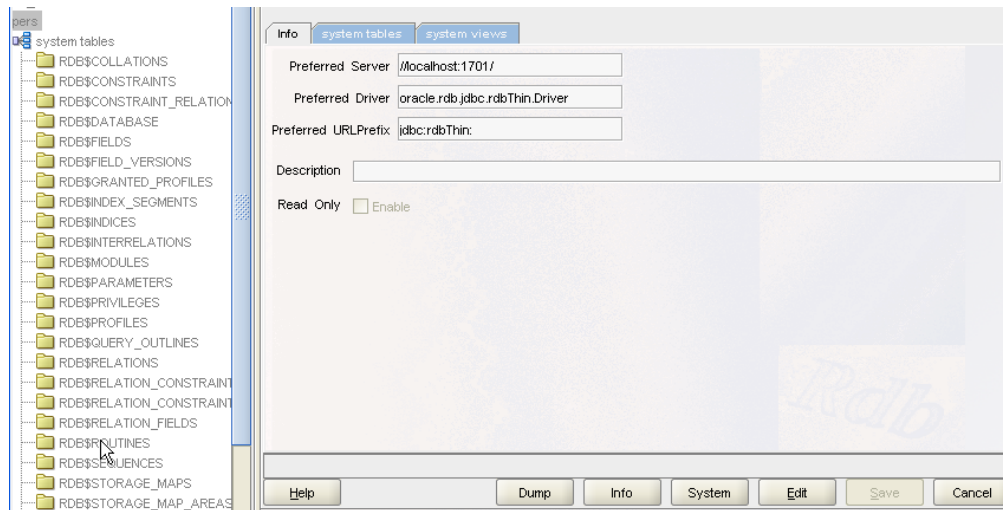 pers
system tables
RDB$COLLATIONS
RDB$CONSTRAINTS
RDB$CONSTRAINT_RELATION
RDB$DATABASE
RDB$FIELDS
RDB$FIELD_VERSIONS
RDB$GRANTED_PROFILES
RDB$INDEX_SEGMENTS
RDB$INDICES
RDB$INTERRELATIONS
RDB$MODULES
RDB$PARAMETERS
RDB$PRIVILEGES
RDB$PROFILES
RDB$QUERY_OUTLINES
RDB$RELATIONS
RDB$RELATION_CONSTRAINT
RDB$RELATION_CONSTRAINT
RDB$RELATION_FIELDS
RDB$ROUTINES
RDB$SEQUENCES
RDB$STORAGE_MAPS
RDB$STORAGE_MAP_AREAS
Info system tables system views
Preferred Server //localhost:1701/
Preferred Driver oracle.rdb.jdbc.rdbThin.Driver
Preferred URLPrefix jdbc:rdbThin:
Description
Read Only Enable
Rdb
Help Dump Info System Edit Save Cancel